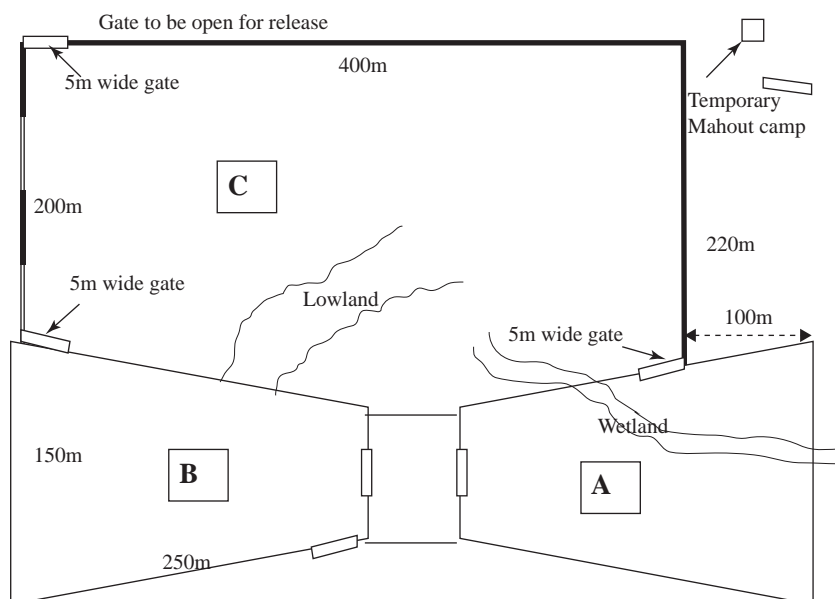 Gate to be open for release
5m wide gate
400m
Temporary
Mahout camp
C
200m
220m
5m wide gate
Lowland
100m
5m wide gate
Wetland
150m
B
A
250m